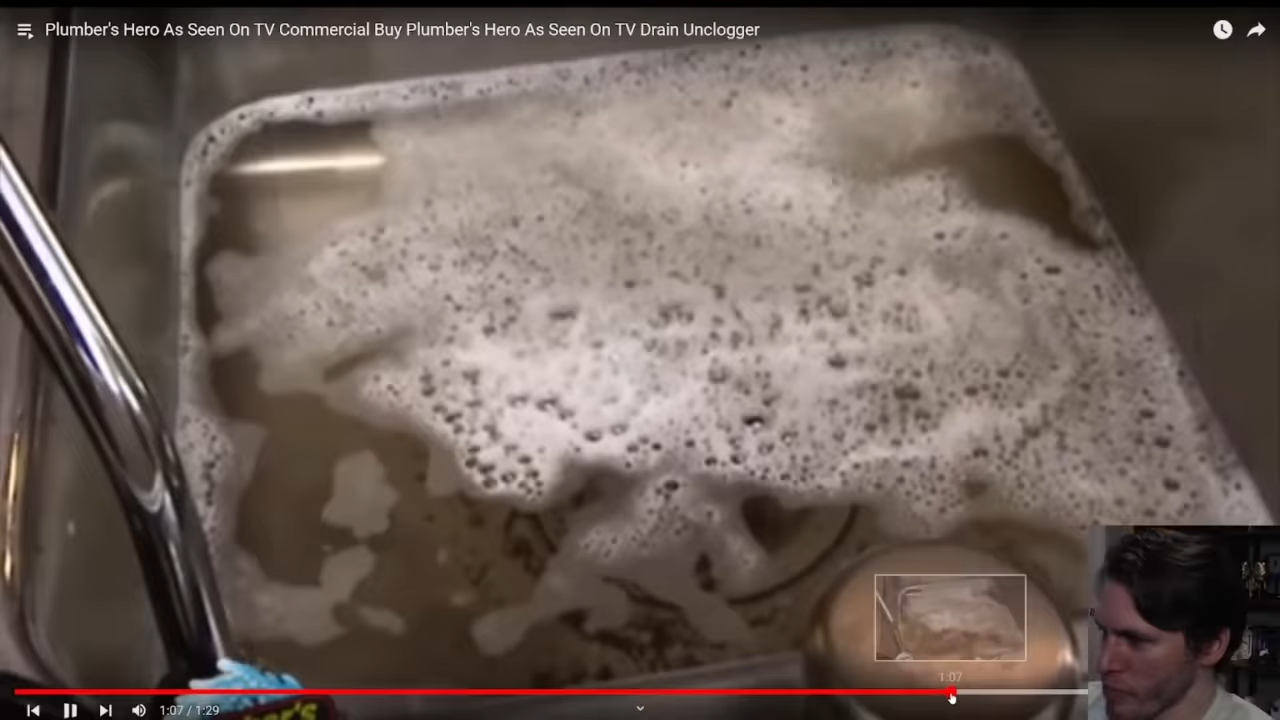 Plumber's Hero As Seen On TV Commercial Buy Plumber's Hero As Seen On TV Drain Unclogger
1:07
1:07 / 1:29